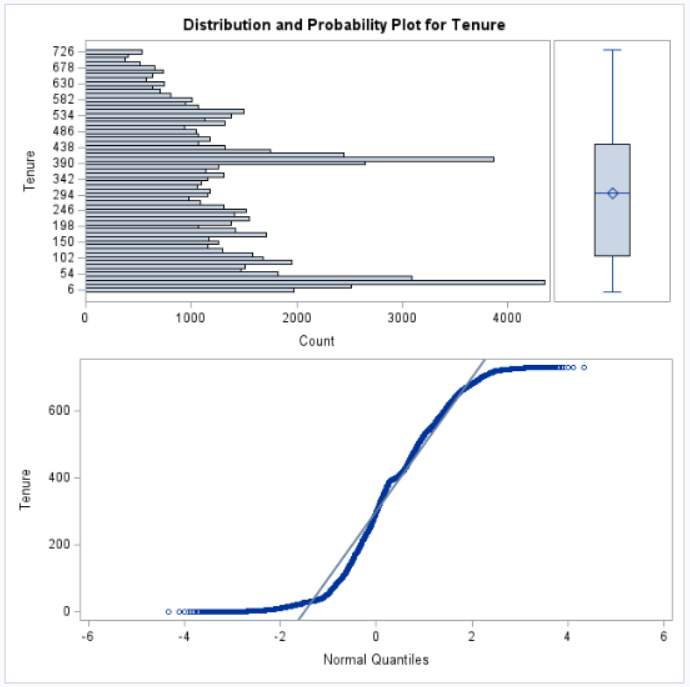 Distribution and Probability Plot for Tenure
Tenure
726
678
630
582
534
486
438
390
342
294
246
198
150
102
54
6
0 1000 2000 3000 4000
Count
Tenure
600
400
200
0
-6 -4 -2 0 2 4 6
Normal Quantiles